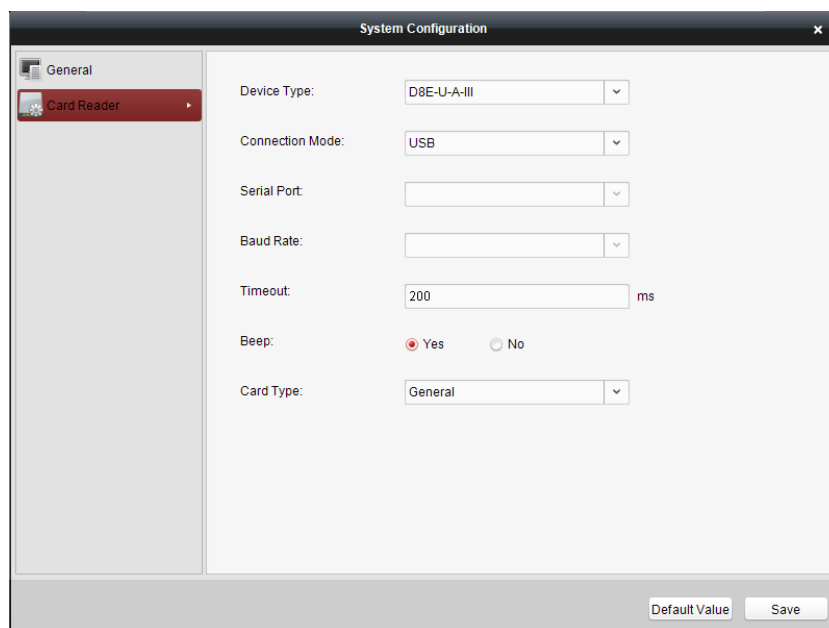 System Configuration
General
Card Reader
Device Type: D8E-U-A-III
Connection Mode: USB
Serial Port:
Baud Rate:
Timeout: 200 ms
Beep: Yes No
Card Type: General
Default Value Save